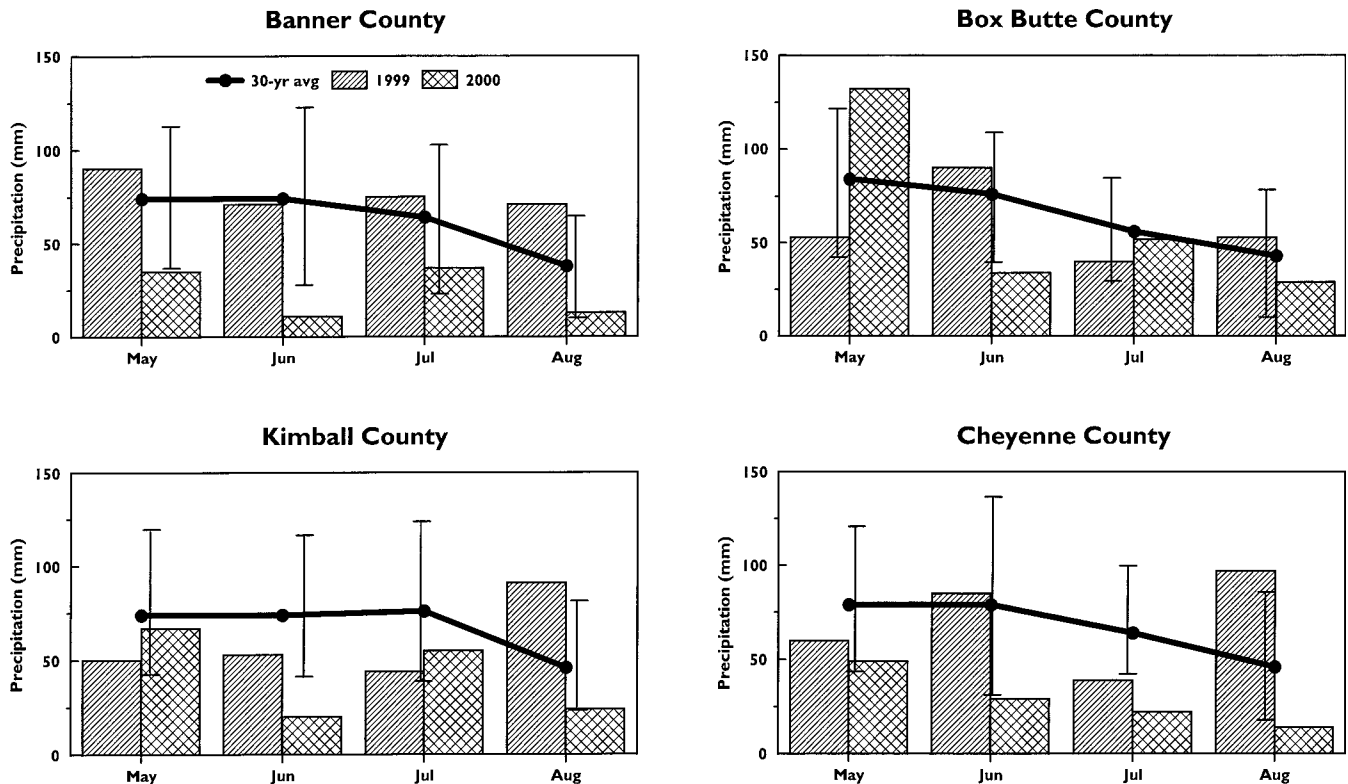 Banner County
150
100
50
0
Precipitation (mm)
30-yr avg 1999 2000
May Jun Jul Aug
Box Butte County
150
100
50
0
Precipitation (mm)
May Jun Jul Aug
Kimball County
150
100
50
0
Precipitation (mm)
May Jun Jul Aug
Cheyenne County
150
100
50
0
Precipitation (mm)
May Jun Jul Aug